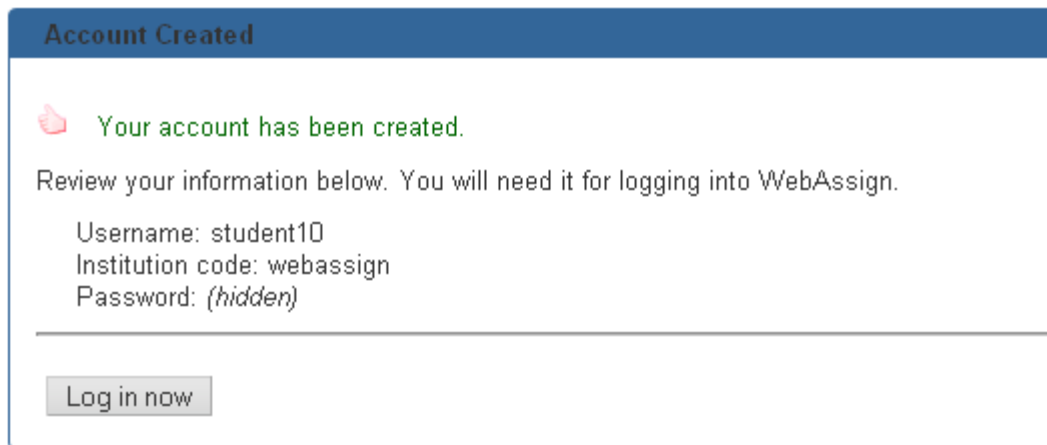 Account Created
Your account has been created.
Review your information below. You will need it for logging into WebAssign.
Username: student10
Institution code: webassign
Password: (hidden)
Log in now